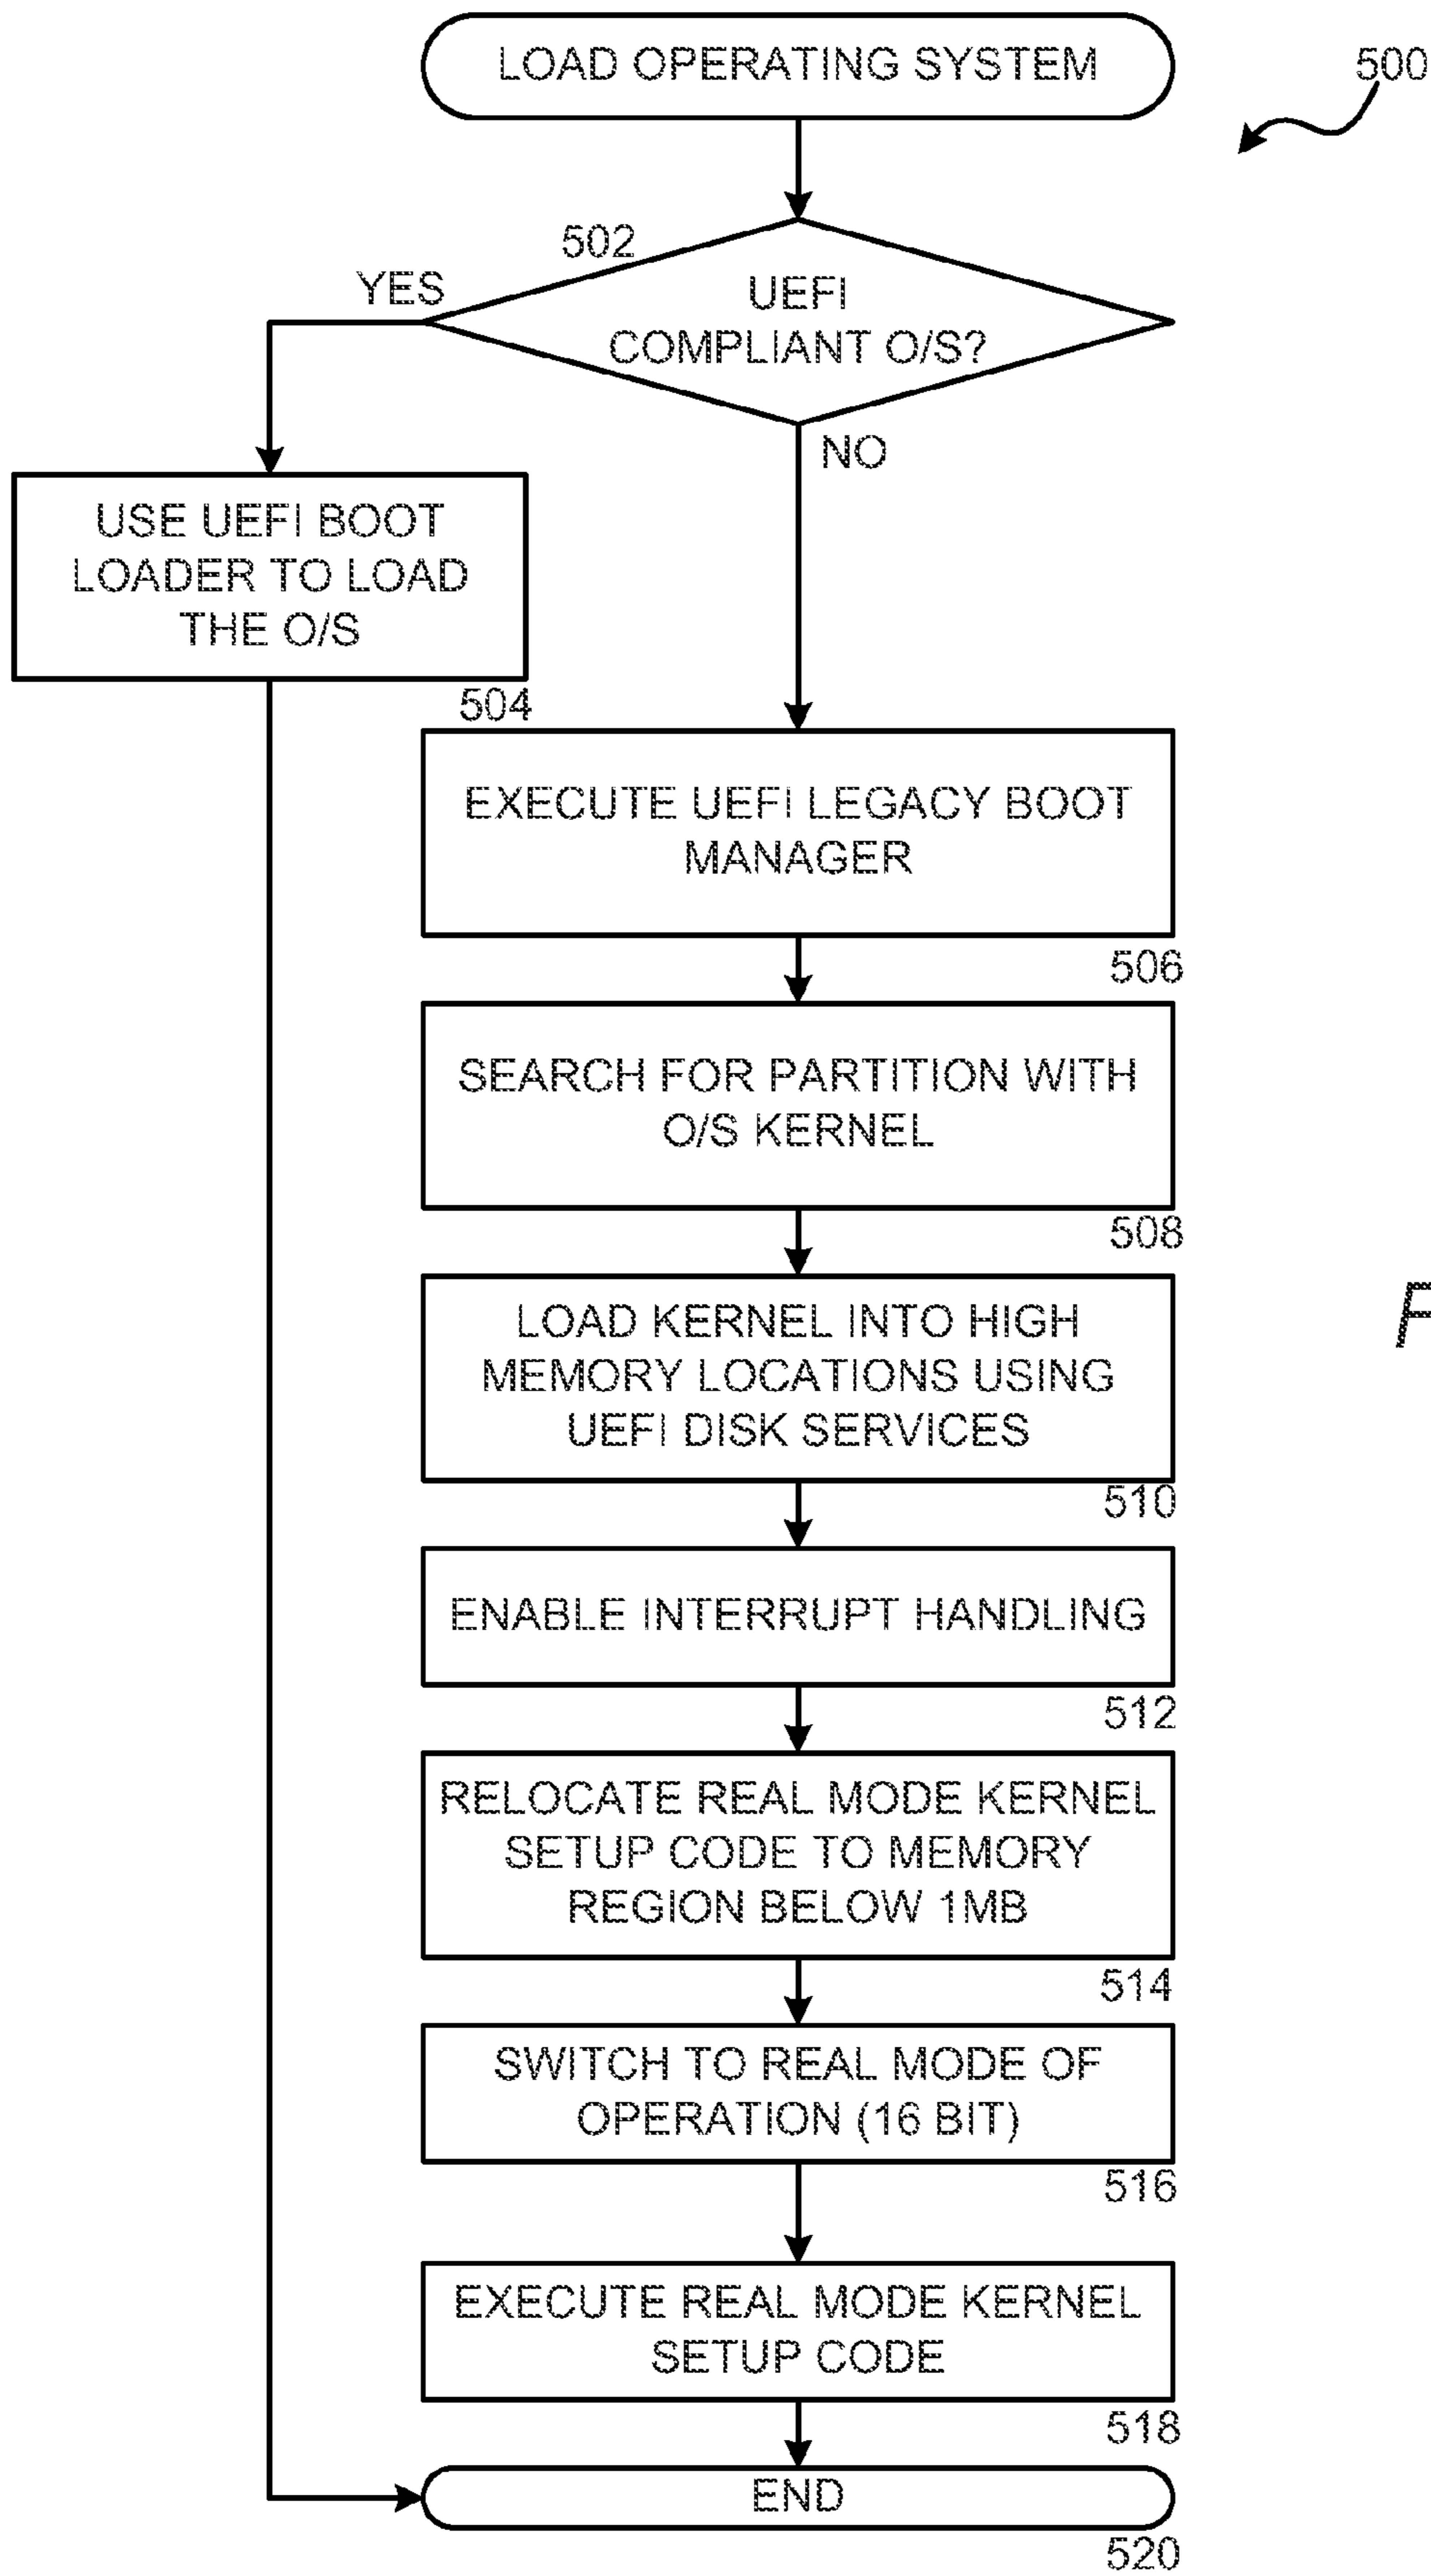 LOAD OPERATING SYSTEM
500
502
YES
UEFI
COMPLIANT O/S?
NO
USE UEFI BOOT
LOADER TO LOAD
THE O/S
504
EXECUTE UEFI LEGACY BOOT
MANAGER
506
SEARCH FOR PARTITION WITH
O/S KERNEL
508
LOAD KERNEL INTO HIGH
MEMORY LOCATIONS USING
UEFI DISK SERVICES
510
F
ENABLE INTERRUPT HANDLING
512
RELOCATE REAL MODE KERNEL
SETUP CODE TO MEMORY
REGION BELOW 1MB
514
SWITCH TO REAL MODE OF
OPERATION (16 BIT)
516
EXECUTE REAL MODE KERNEL
SETUP CODE
518
END
520